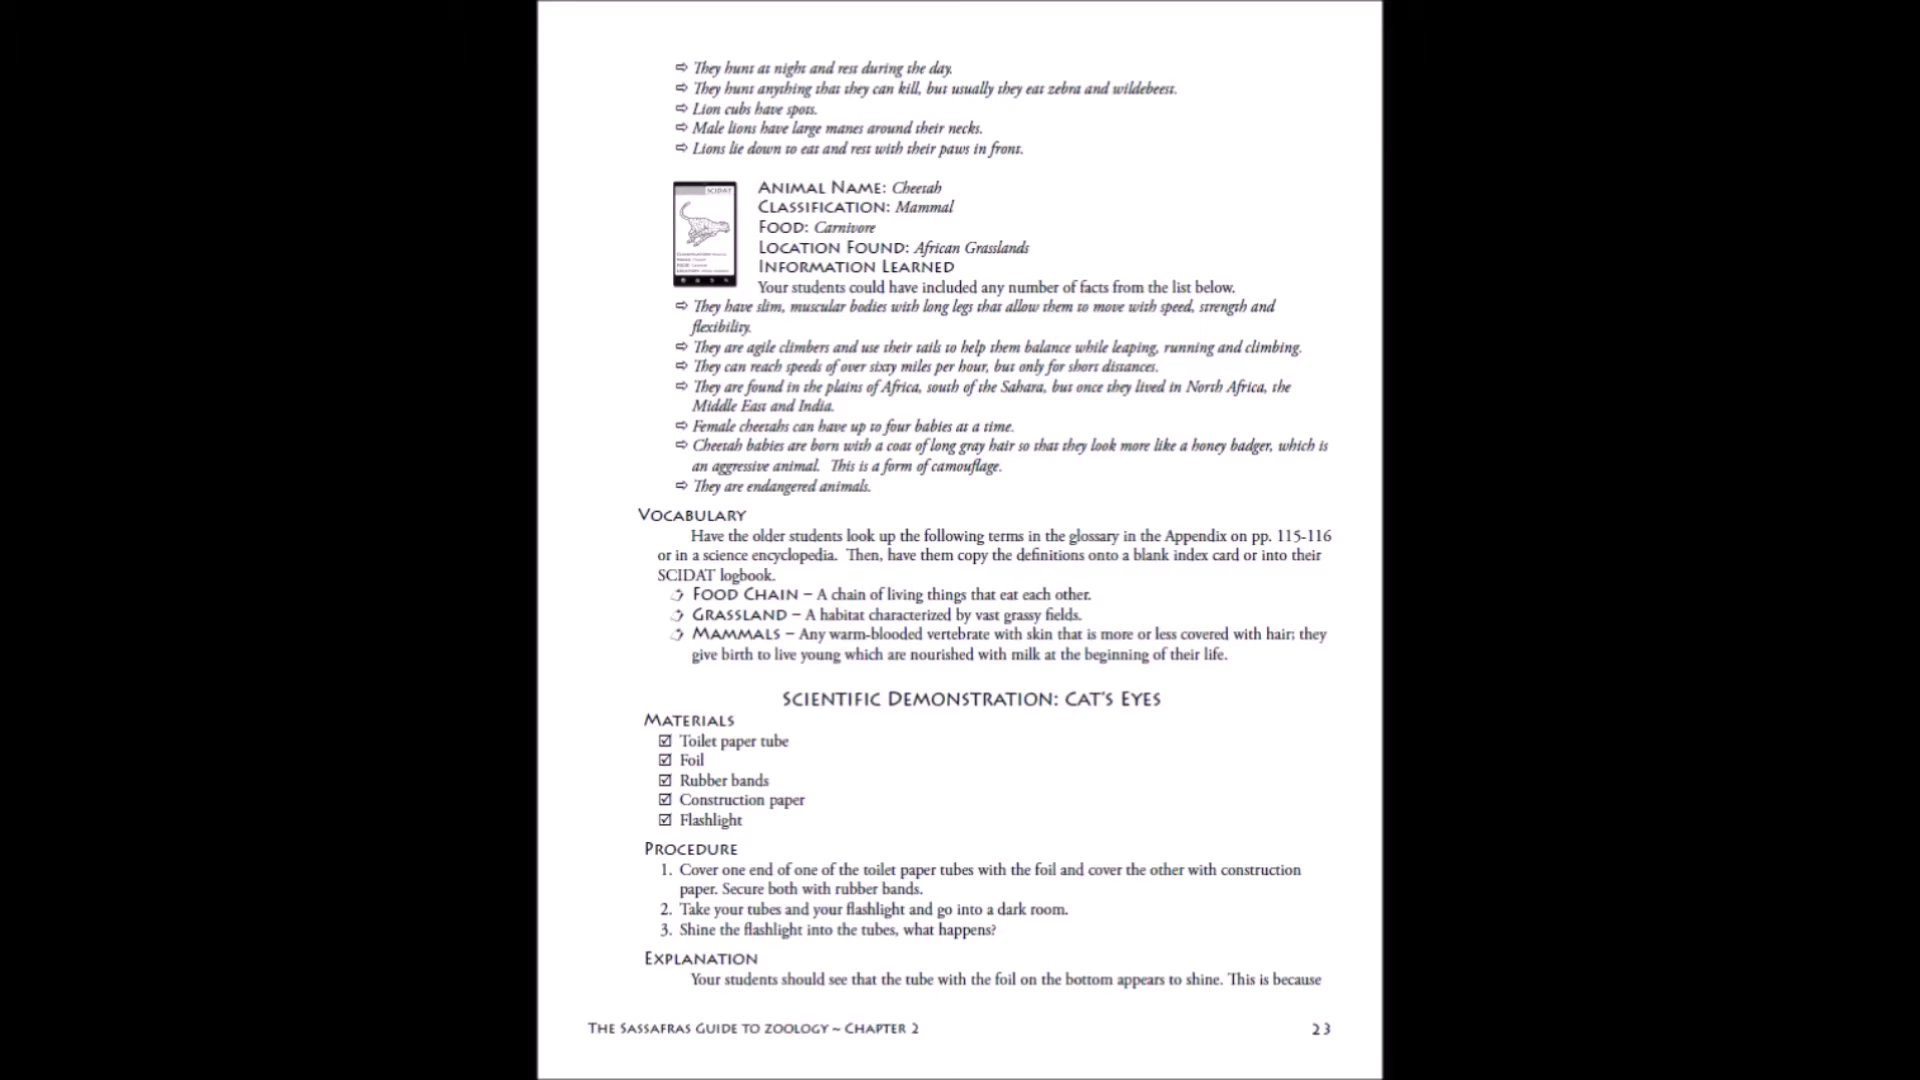 ⇨ They hunt at night and rest during the day.
⇨ They hunt anything that they can kill, but usually they eat zebra and wildebeest.
⇨ Lion cubs have spots.
⇨ Male lions have large manes around their necks.
⇨ Lions lie down to eat and rest with their paws in front.
SCIDAT
Animal Name: Cheetah
Classification: Mammal
Food: Carnivore
Location Found: African Grasslands
Information Learned
Your students could have included any number of facts from the list below.
⇨ They have slim, muscular bodies with long legs that allow them to move with speed, strength and
flexibility.
⇨ They are agile climbers and use their tails to help them balance while leaping, running and climbing.
⇨ They can reach speeds of over sixty miles per hour, but only for short distances.
⇨ They are found in the plains of Africa, south of the Sahara, but once they lived in North Africa, the
Middle East and India.
⇨ Female cheetahs can have up to four babies at a time.
⇨ Cheetah babies are born with a coat of long gray hair so that they look more like a honey badger, which is
an aggressive animal. This is a form of camouflage.
⇨ They are endangered animals.
Vocabulary
Have the older students look up the following terms in the glossary in the Appendix on pp. 115-116
or in a science encyclopedia. Then, have them copy the definitions onto a blank index card or into their
SCIDAT logbook.
Food Chain – A chain of living things that eat each other.
Grassland – A habitat characterized by vast grassy fields.
Mammals – Any warm-blooded vertebrate with skin that is more or less covered with hair; they
give birth to live young which are nourished with milk at the beginning of their life.
Scientific Demonstration: Cat's Eyes
Materials
☑ Toilet paper tube
☑ Foil
☑ Rubber bands
☑ Construction paper
☑ Flashlight
Procedure
1. Cover one end of one of the toilet paper tubes with the foil and cover the other with construction
paper. Secure both with rubber bands.
2. Take your tubes and your flashlight and go into a dark room.
3. Shine the flashlight into the tubes, what happens?
Explanation
Your students should see that the tube with the foil on the bottom appears to shine. This is because
The Sassafras Guide to Zoology ~ Chapter 2
23